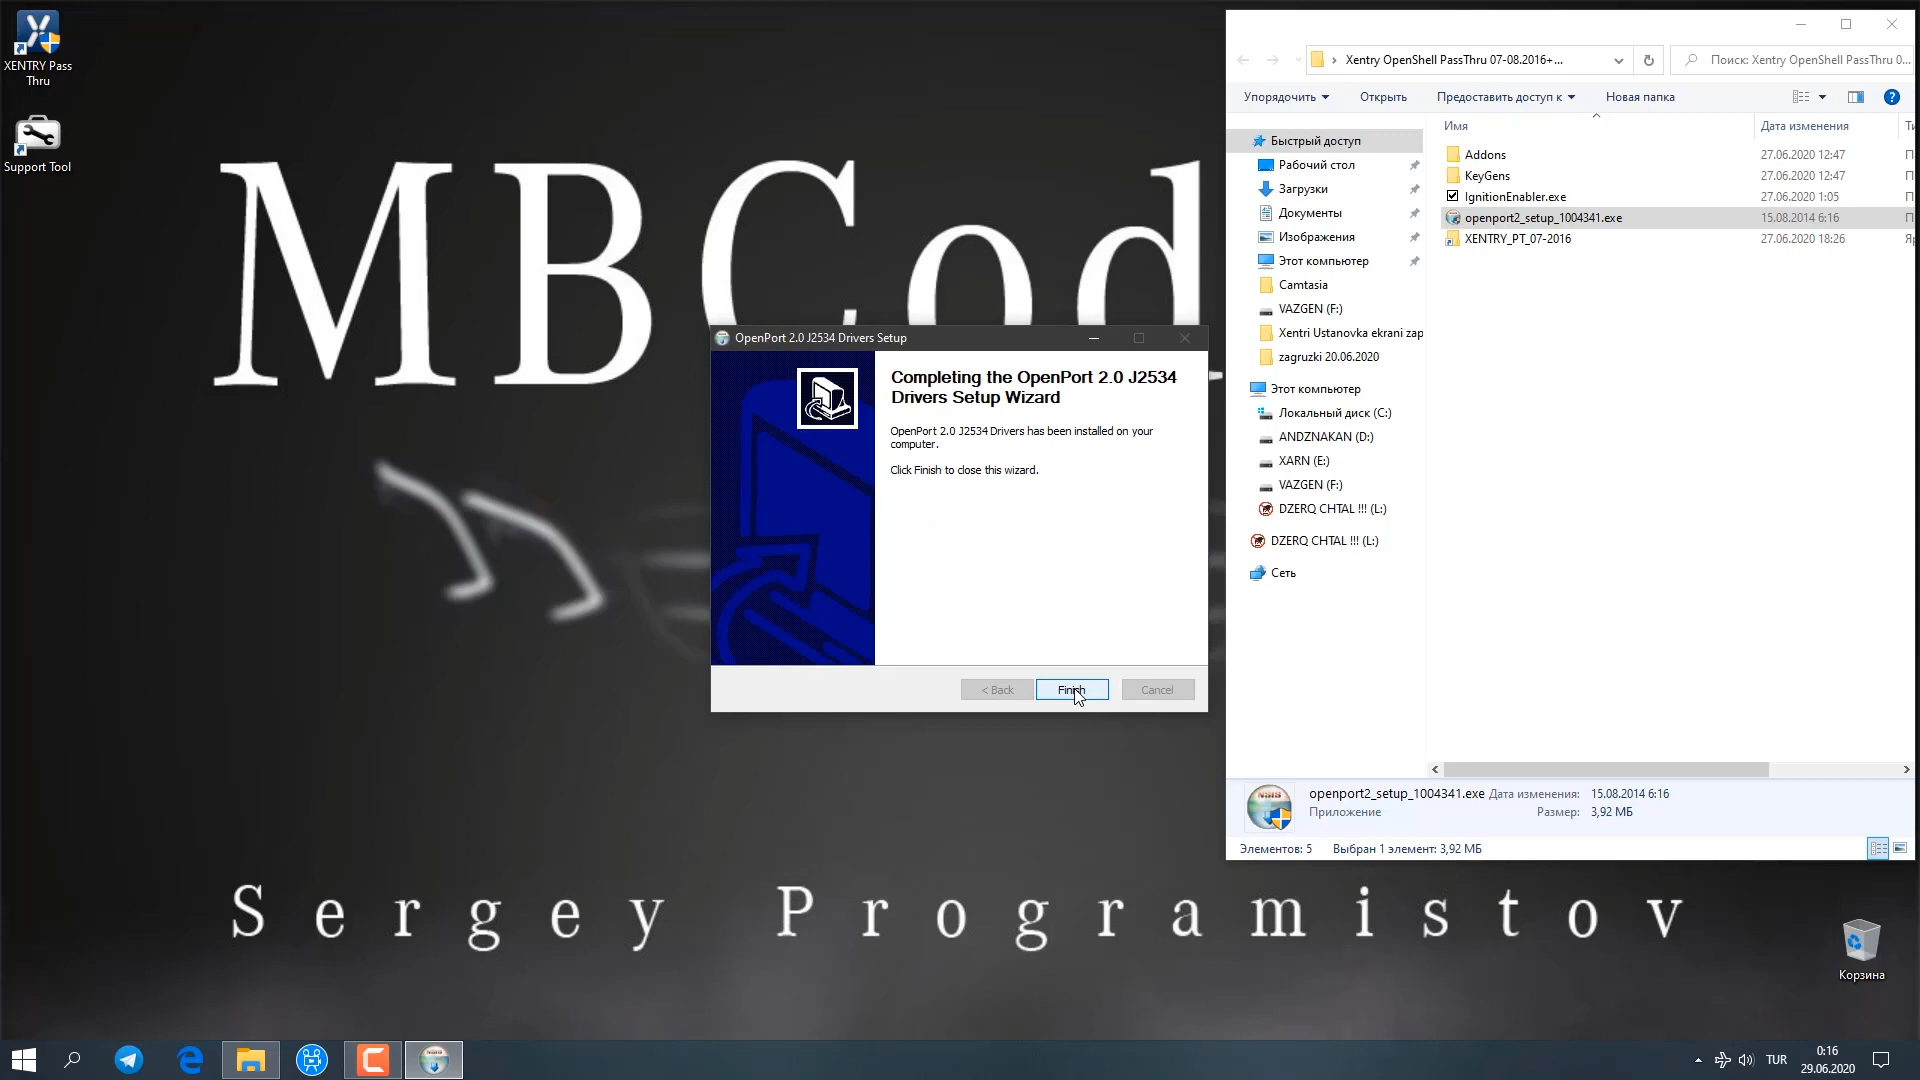 XENTRY Pass
Thru
Support Tool
MBCod
Sergey Programistov
OpenPort 2.0 J2534 Drivers Setup
Completing the OpenPort 2.0 J2534
Drivers Setup Wizard
OpenPort 2.0 J2534 Drivers has been installed on your
computer.
Click Finish to close this wizard.
< Back
Finish
Cancel
Xentry OpenShell PassThru 07-08.2016+...
Поиск: Xentry OpenShell PassThru 0...
Упорядочить
Открыть
Предоставить доступ к
Новая папка
Имя
Дата изменения
Быстрый доступ
Рабочий стол
Загрузки
Документы
Изображения
Этот компьютер
Camtasia
VAZGEN (F:)
Xentri Ustanovka ekrani zap
zagruzki 20.06.2020
Этот компьютер
Локальный диск (C:)
ANDZNAKAN (D:)
XARN (E:)
VAZGEN (F:)
DZERQ CHTAL !!! (L:)
DZERQ CHTAL !!! (L:)
Сеть
Addons 27.06.2020 12:47
KeyGens 27.06.2020 12:47
IgnitionEnabler.exe 27.06.2020 1:05
openport2_setup_1004341.exe 15.08.2014 6:16
XENTRY_PT_07-2016 27.06.2020 18:26
openport2_setup_1004341.exe Дата изменения: 15.08.2014 6:16
Приложение Размер: 3,92 МБ
Элементов: 5 Выбран 1 элемент: 3,92 МБ
Корзина
TUR
0:16
29.06.2020